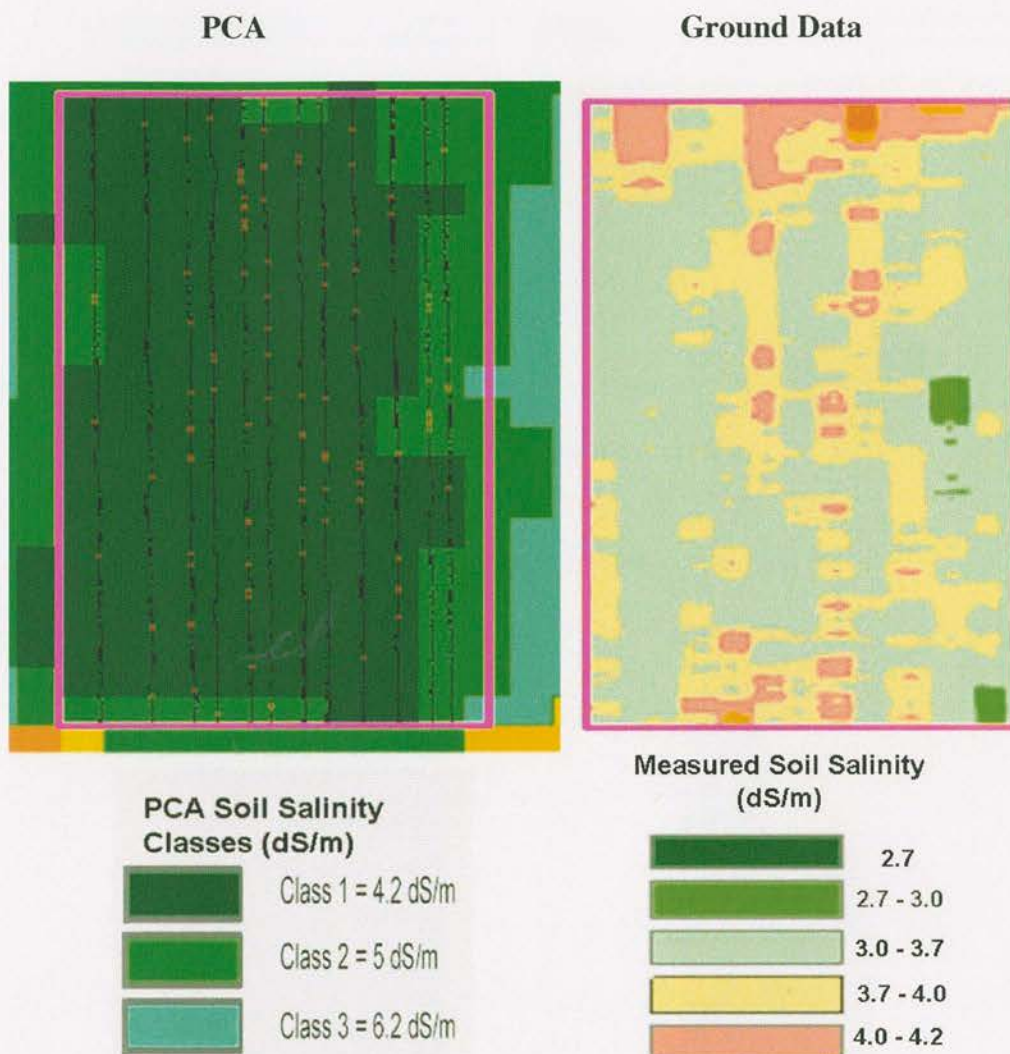 PCA
Ground Data
PCA Soil Salinity
Classes (dS/m)
Class 1 = 4.2 dS/m
Class 2 = 5 dS/m
Class 3 = 6.2 dS/m
Measured Soil Salinity
(dS/m)
2.7
2.7 - 3.0
3.0 - 3.7
3.7 - 4.0
4.0 - 4.2